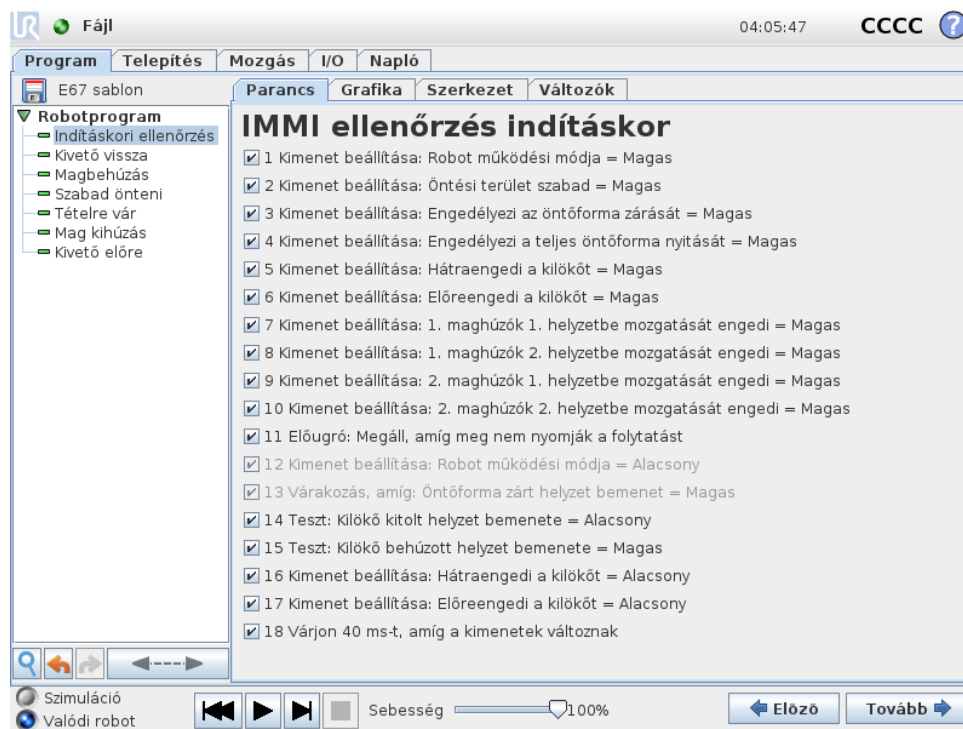 UR Fájl 04:05:47 CCCC ?
Program Telepítés Mozgás I/O Napló
E67 sablon
Parancs Grafika Szerkezet Változók
Robotprogram
Indításkori ellenőrzés
Kivető vissza
Magbehúzás
Szabad önteni
Tételre vár
Mag kihúzás
Kivető előre
IMMI ellenőrzés indításkor
1 Kimenet beállítása: Robot működési módja = Magas
2 Kimenet beállítása: Öntési terület szabad = Magas
3 Kimenet beállítása: Engedélyezi az öntőforma zárását = Magas
4 Kimenet beállítása: Engedélyezi a teljes öntőforma nyitását = Magas
5 Kimenet beállítása: Hátraengedi a kilökőt = Magas
6 Kimenet beállítása: Előreengedi a kilökőt = Magas
7 Kimenet beállítása: 1. maghúzók 1. helyzetbe mozgatását engedi = Magas
8 Kimenet beállítása: 1. maghúzók 2. helyzetbe mozgatását engedi = Magas
9 Kimenet beállítása: 2. maghúzók 1. helyzetbe mozgatását engedi = Magas
10 Kimenet beállítása: 2. maghúzók 2. helyzetbe mozgatását engedi = Magas
11 Előugró: Megáll, amíg meg nem nyomják a folytatást
12 Kimenet beállítása: Robot működési módja = Alacsony
13 Várakozás, amíg: Öntőforma zárt helyzet bemenet = Magas
14 Teszt: Kilökő kitolt helyzet bemenete = Alacsony
15 Teszt: Kilökő behúzott helyzet bemenete = Magas
16 Kimenet beállítása: Hátraengedi a kilökőt = Alacsony
17 Kimenet beállítása: Előreengedi a kilökőt = Alacsony
18 Várjon 40 ms-t, amíg a kimenetek változnak
Szimuláció
Valódi robot
Sebesség 100%
Előző Tovább